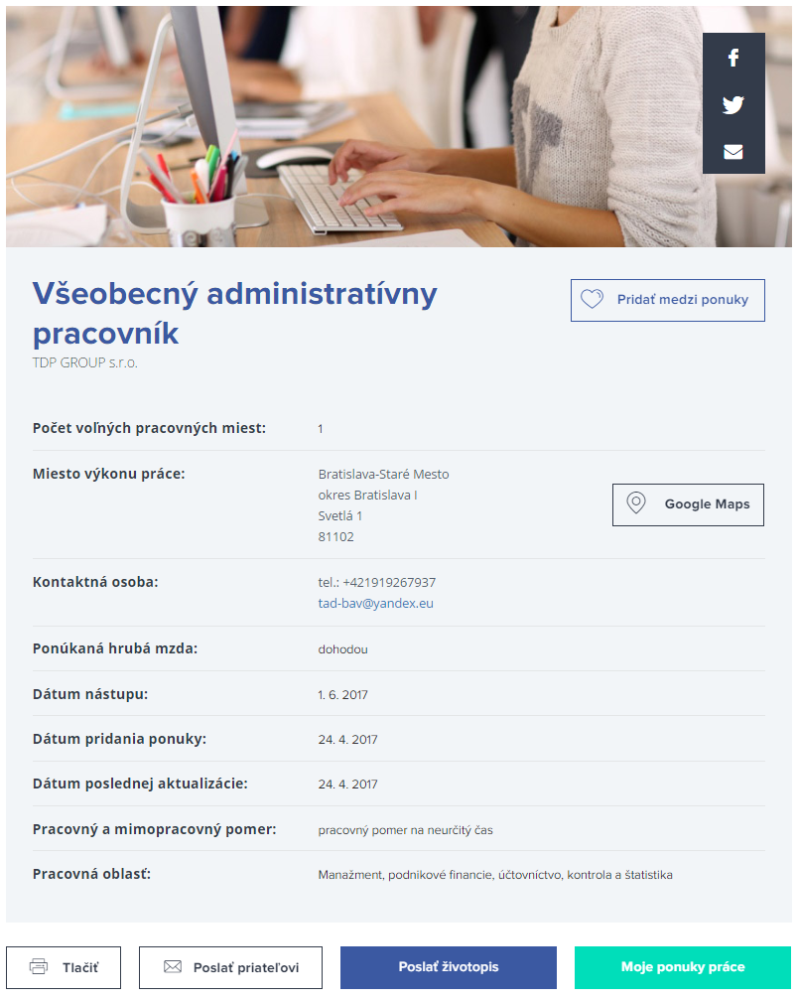 Všeobecný administratívny
pracovník
Pridať medzi ponuky
TDP GROUP s.r.o.
Počet voľných pracovných miest: 1
Miesto výkonu práce: Bratislava-Staré Mesto
okres Bratislava I
Svetlá 1
81102
Google Maps
Kontaktná osoba: tel.: +421919267937
tad-bav@yandex.eu
Ponúkaná hrubá mzda: dohodou
Dátum nástupu: 1. 6. 2017
Dátum pridania ponuky: 24. 4. 2017
Dátum poslednej aktualizácie: 24. 4. 2017
Pracovný a mimopracovný pomer: pracovný pomer na neurčitý čas
Pracovná oblasť: Manažment, podnikové financie, účtovníctvo, kontrola a štatistika
Tlačiť Poslať priateľovi Poslať životopis Moje ponuky práce